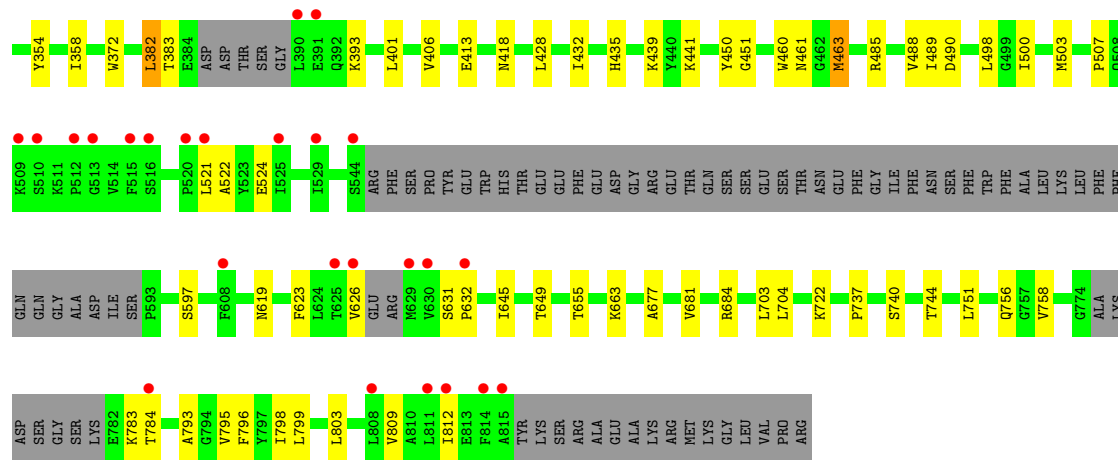 Y354 I358 W372 L382 T383 E384 ASP ASP THR SER GLY L390 E391 Q392 K393 L401 V406 E413 N418 L428 I432 H435 K439 Y440 K441 Y450 G451 W460 N461 G462 M463 R485 V488 I489 D490 L498 G499 I500 M503 P507 Q508
K509 S510 K511 P512 G513 V514 F515 S516 P520 L521 A522 Y523 E524 I525 I529 S544 ARG PHE SER PRO TYR GLU TRP HIS THR GLU GLU PHE GLU ASP GLY ARG GLU THR GLN SER SER GLU SER THR ASN GLU PHE GLY ILE PHE ASN SER PHE TRP PHE ALA LEU LYS LEU PHE PHE
GLN GLN GLY ALA ASP ILE SER P593 S597 F608 N619 F623 L624 T625 V626 GLU ARG M629 V630 S631 P632 I645 T649 T655 K663 A677 V681 R684 L703 L704 K722 P737 S740 T744 L751 Q756 G757 V758 G774 ALA LYS
ASP SER GLY SER LYS E782 K783 T784 A793 G794 V795 F796 Y797 I798 L799 L803 L808 V809 A810 L811 I812 E813 F814 A815 TYR LYS SER ARG ALA GLU ALA LYS ARG MET LYS GLY LEU VAL PRO ARG